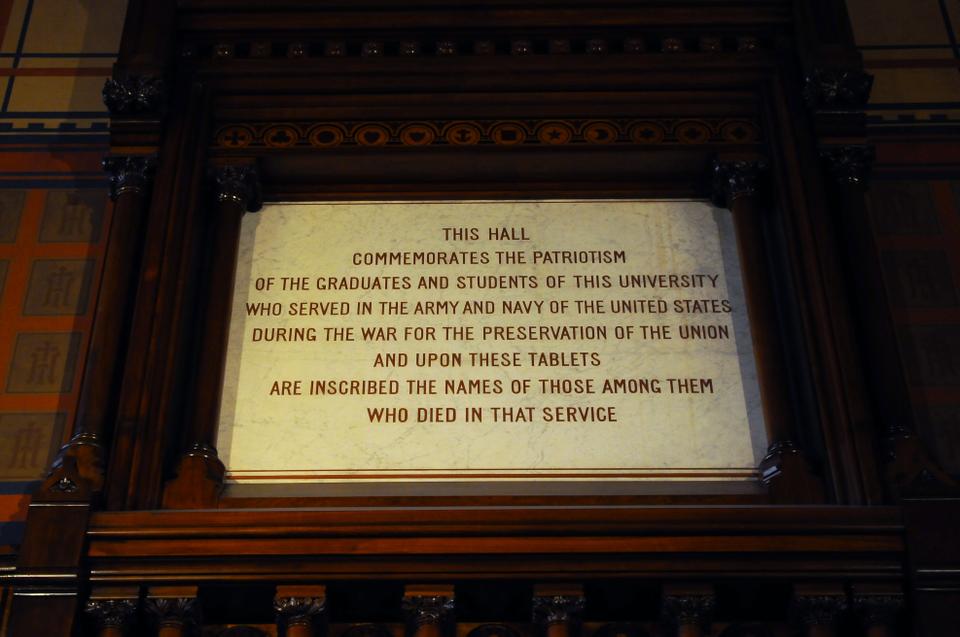 THIS HALL
COMMEMORATES THE PATRIOTISM
OF THE GRADUATES AND STUDENTS OF THIS UNIVERSITY
WHO SERVED IN THE ARMY AND NAVY OF THE UNITED STATES
DURING THE WAR FOR THE PRESERVATION OF THE UNION
AND UPON THESE TABLETS
ARE INSCRIBED THE NAMES OF THOSE AMONG THEM
WHO DIED IN THAT SERVICE